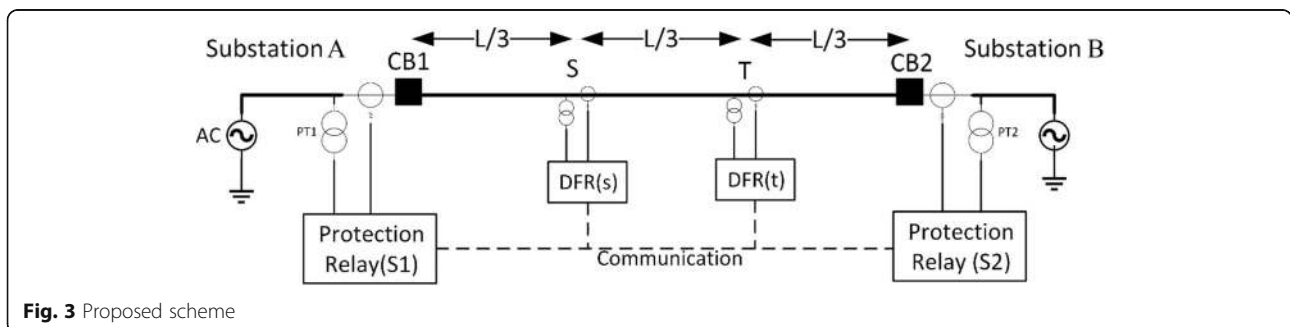 Substation A
L/3
L/3
L/3
Substation B
CB1
S
T
CB2
AC
PT1
PT2
DFR(s)
DFR(t)
Protection
Relay(S1)
Communication
Protection
Relay (S2)
Fig. 3 Proposed scheme